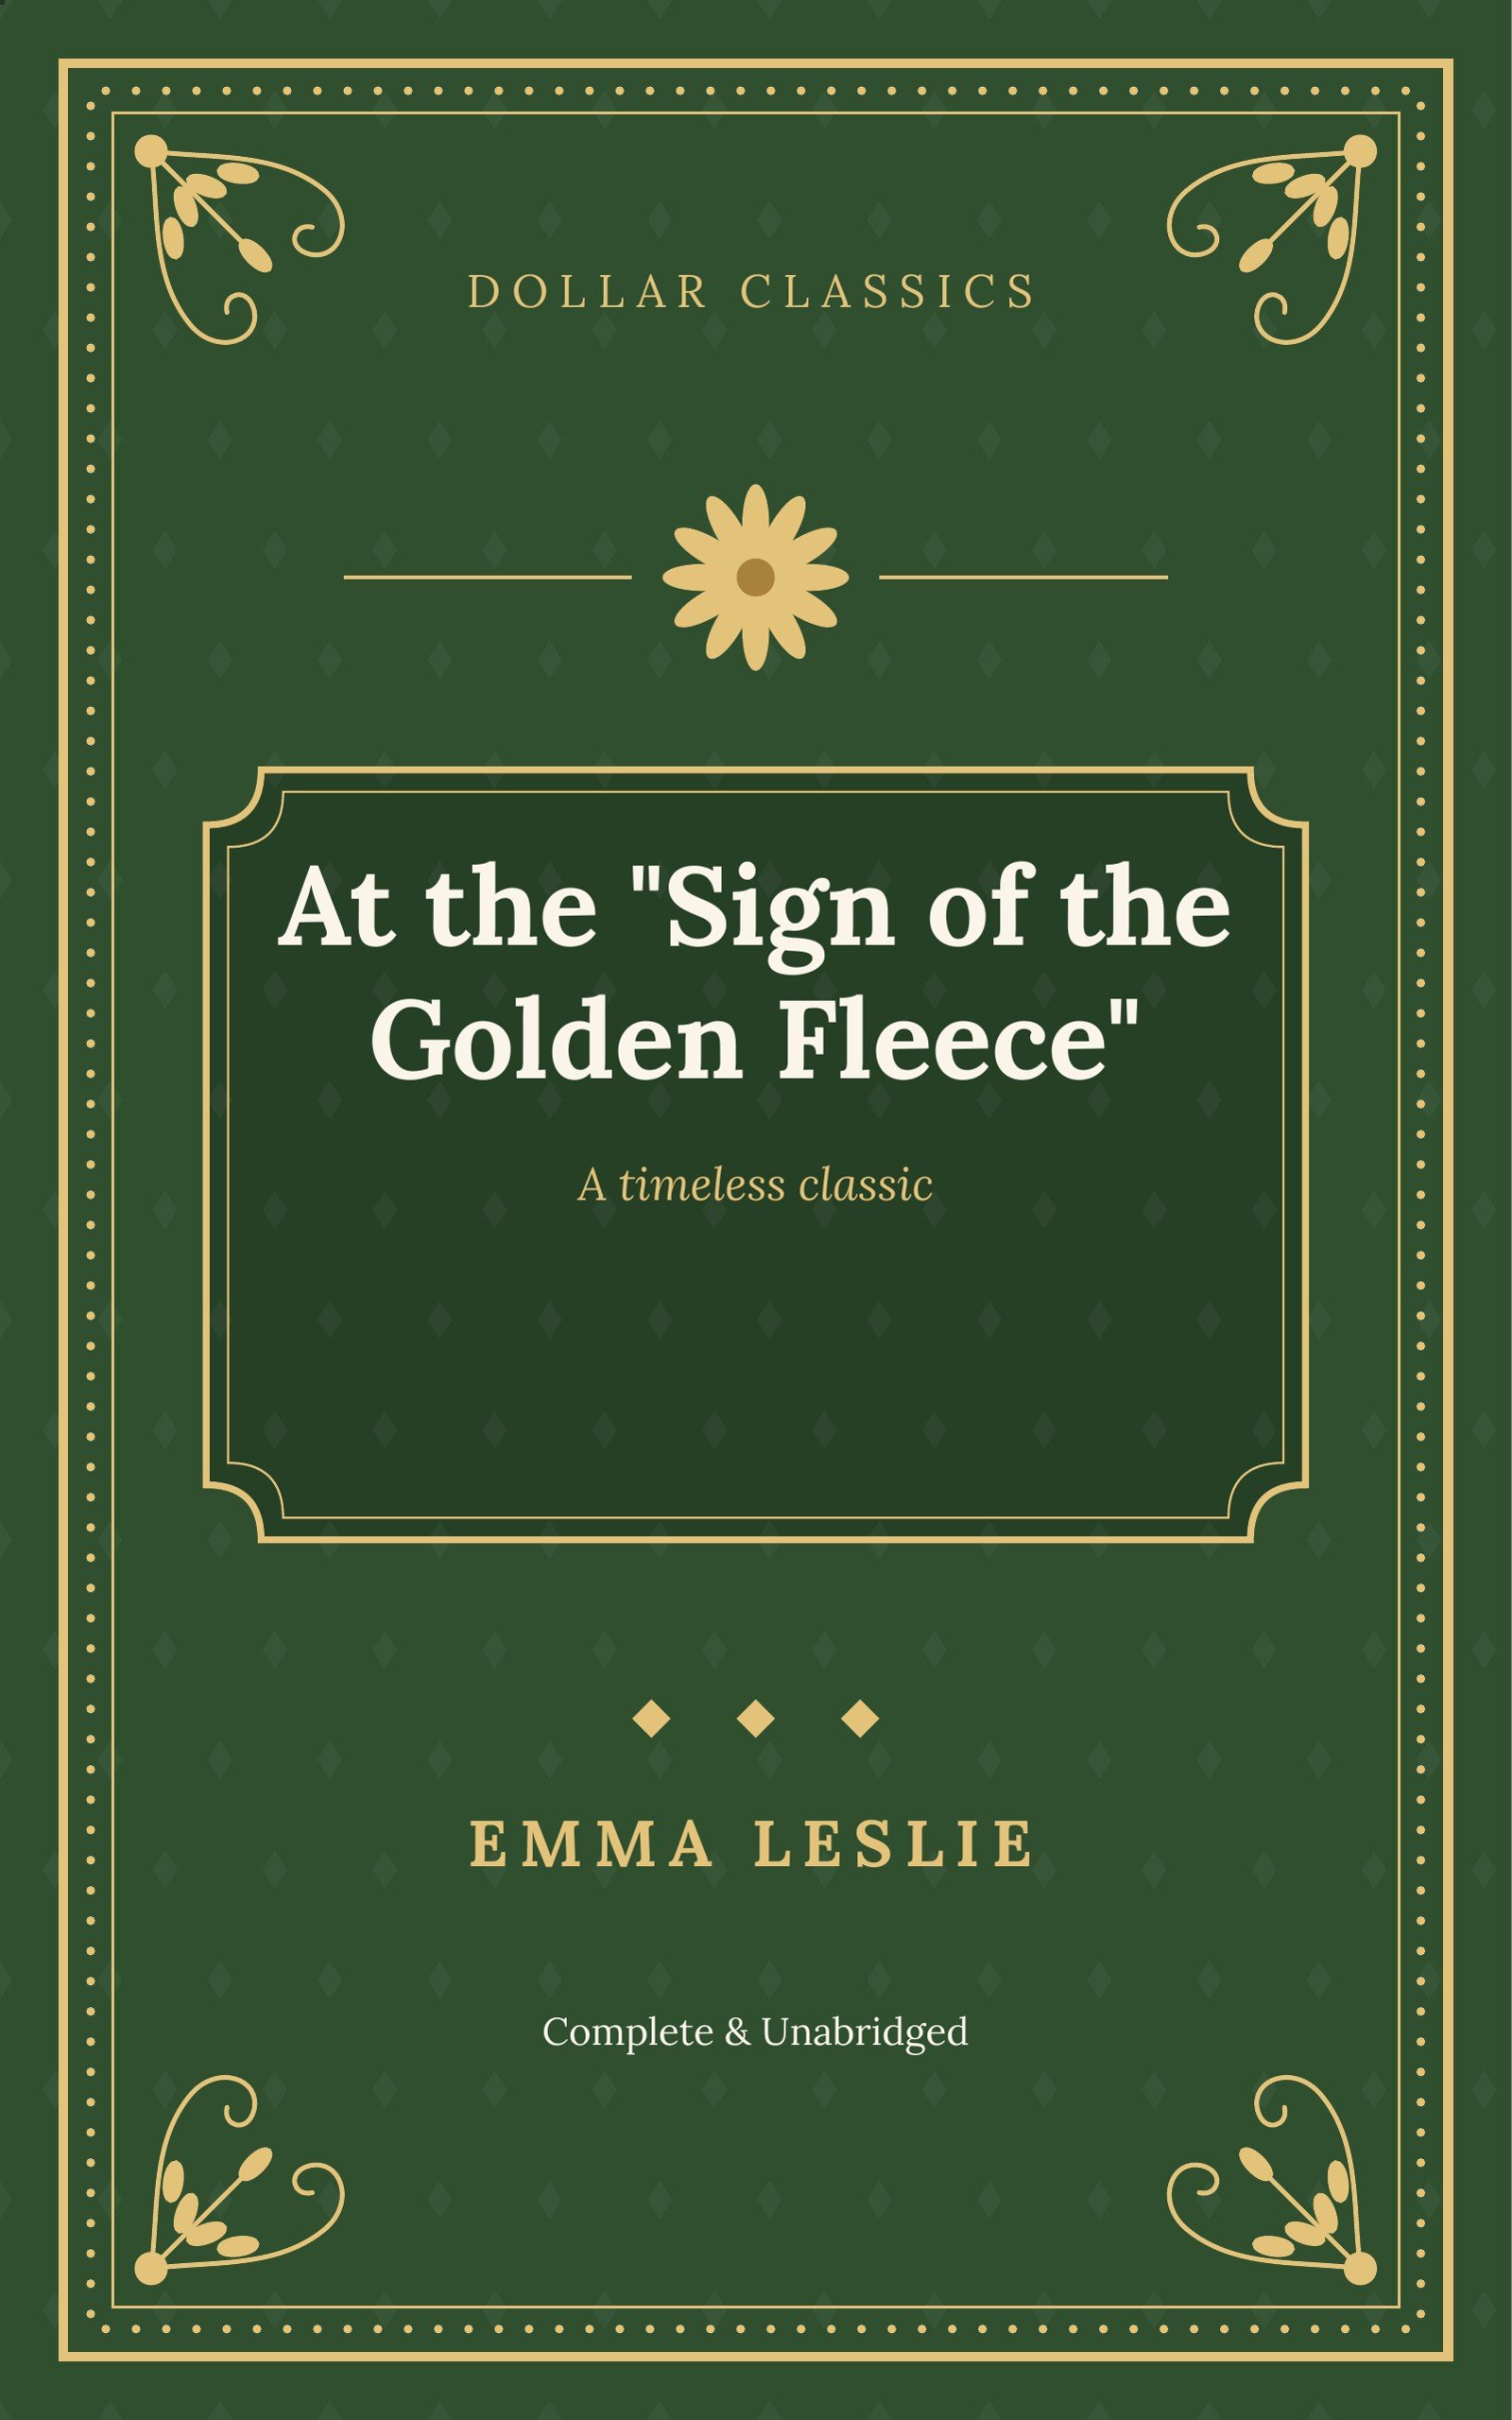 DOLLAR CLASSICS
At the "Sign of the
Golden Fleece"
A timeless classic
EMMA LESLIE
Complete & Unabridged